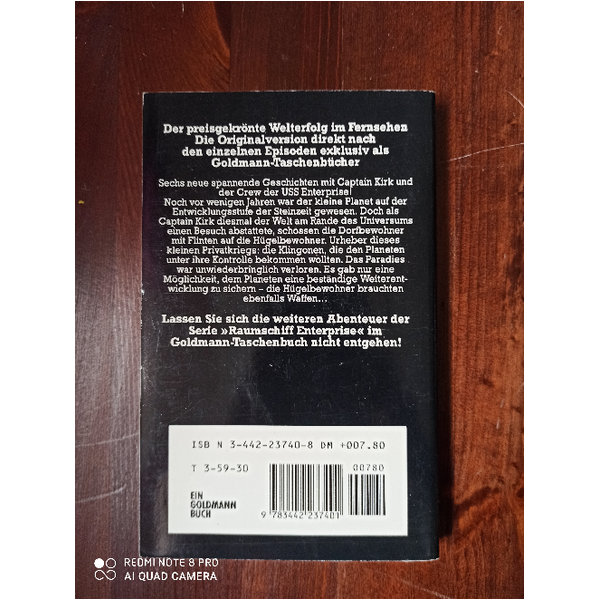 Der preisgekrönte Welterfolg im Fernsehen
Die Originalversion direkt nach
den einzelnen Episoden exklusiv als
Goldmann-Taschenbücher
Sechs neue spannende Geschichten mit Captain Kirk und
der Crew der USS Enterprise!
Noch vor wenigen Jahren war der kleine Planet auf der
Entwicklungsstufe der Steinzeit gewesen. Doch als
Captain Kirk diesmal der Welt am Rande des Universums
einen Besuch abstattete, schossen die Dorfbewohner
mit Flinten auf die Hügelbewohner. Urheber dieses
kleinen Privatkriegs: die Klingonen, die den Planeten
unter ihre Kontrolle bekommen wollten. Das Paradies
war unwiederbringlich verloren. Es gab nur eine
Möglichkeit, dem Planeten eine beständige Weiterent-
wicklung zu sichern – die Hügelbewohner brauchten
ebenfalls Waffen...
Lassen Sie sich die weiteren Abenteuer der
Serie »Raumschiff Enterprise« im
Goldmann-Taschenbuch nicht entgehen!
ISB N 3-442-23740-8 DM +007.80
T 3-59-30 00780
EIN
GOLDMANN
BUCH
9 783442 237401
REDMI NOTE 8 PRO
AI QUAD CAMERA